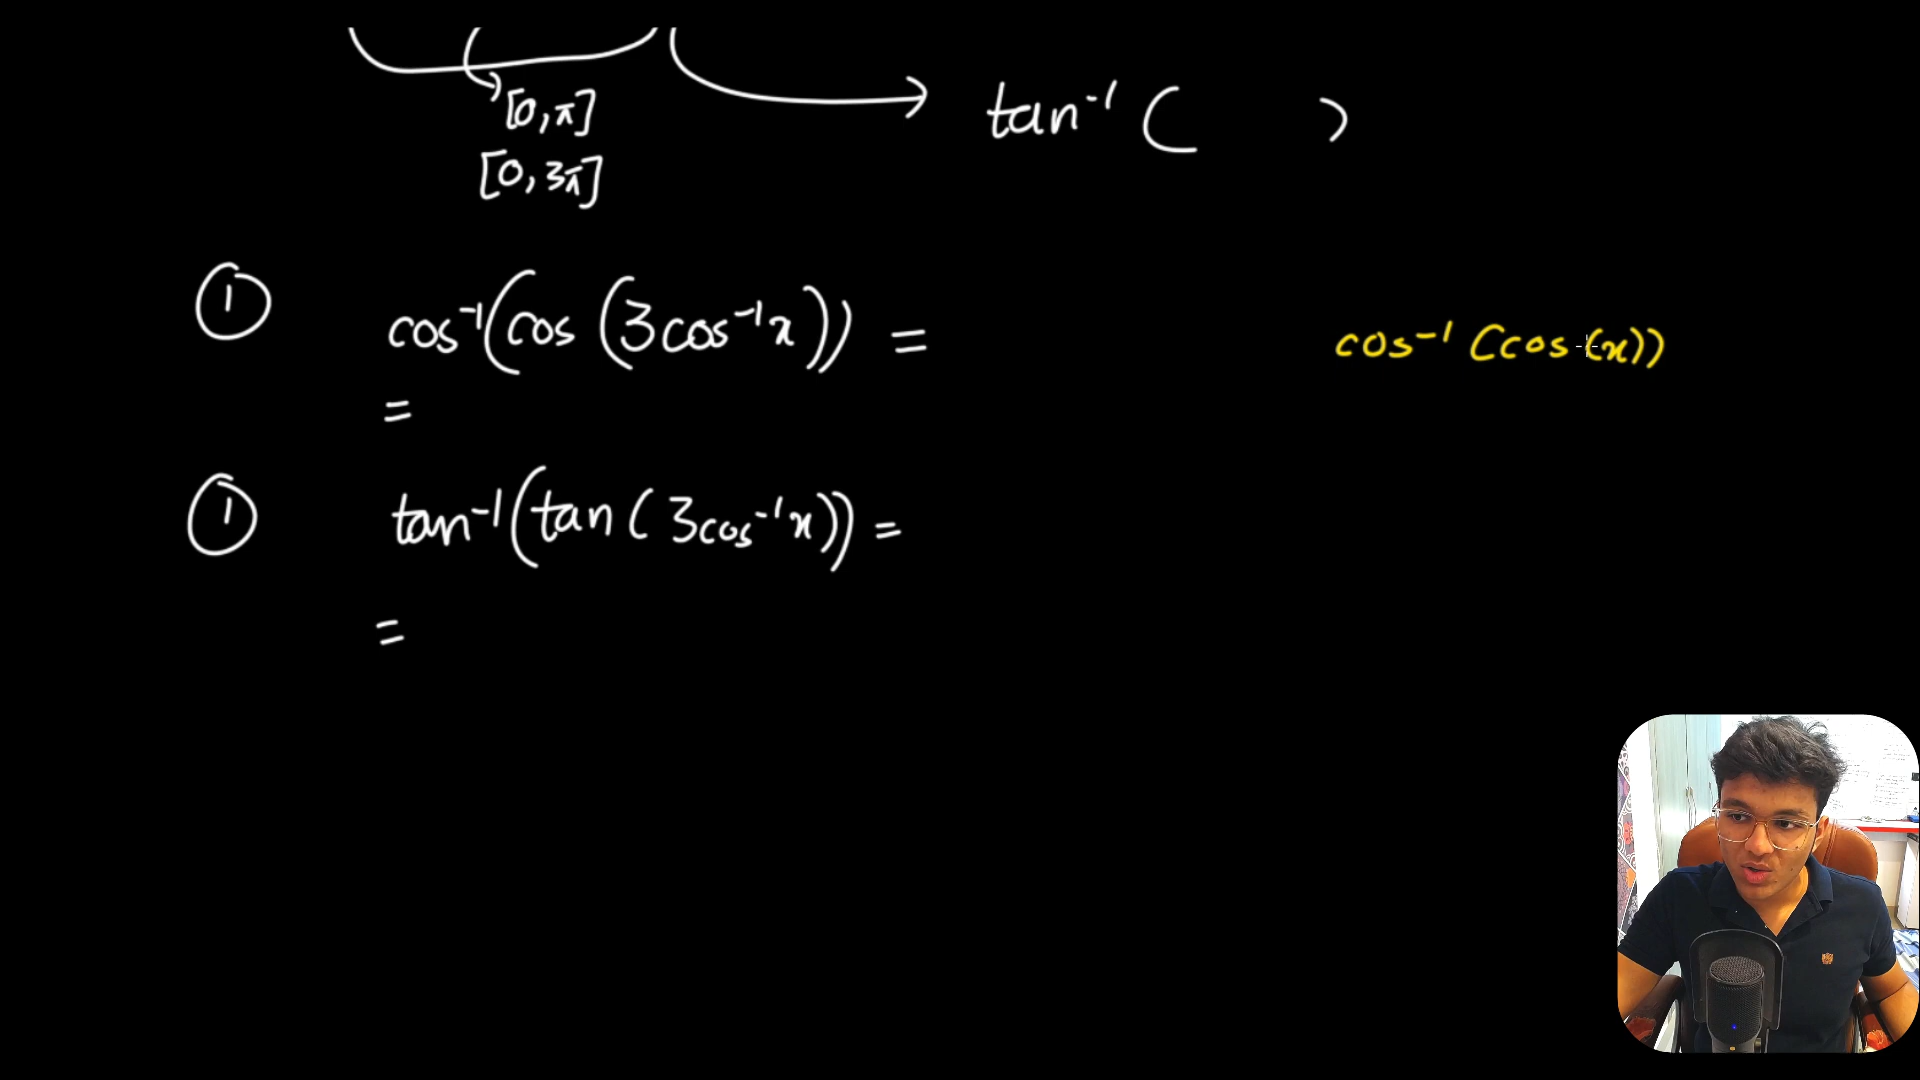 [0, π]
[0, 3π]
tan⁻¹ ( )
① cos⁻¹(cos (3cos⁻¹x)) =
cos⁻¹ (cos (x))
=
① tan⁻¹(tan ( 3cos⁻¹x)) =
=